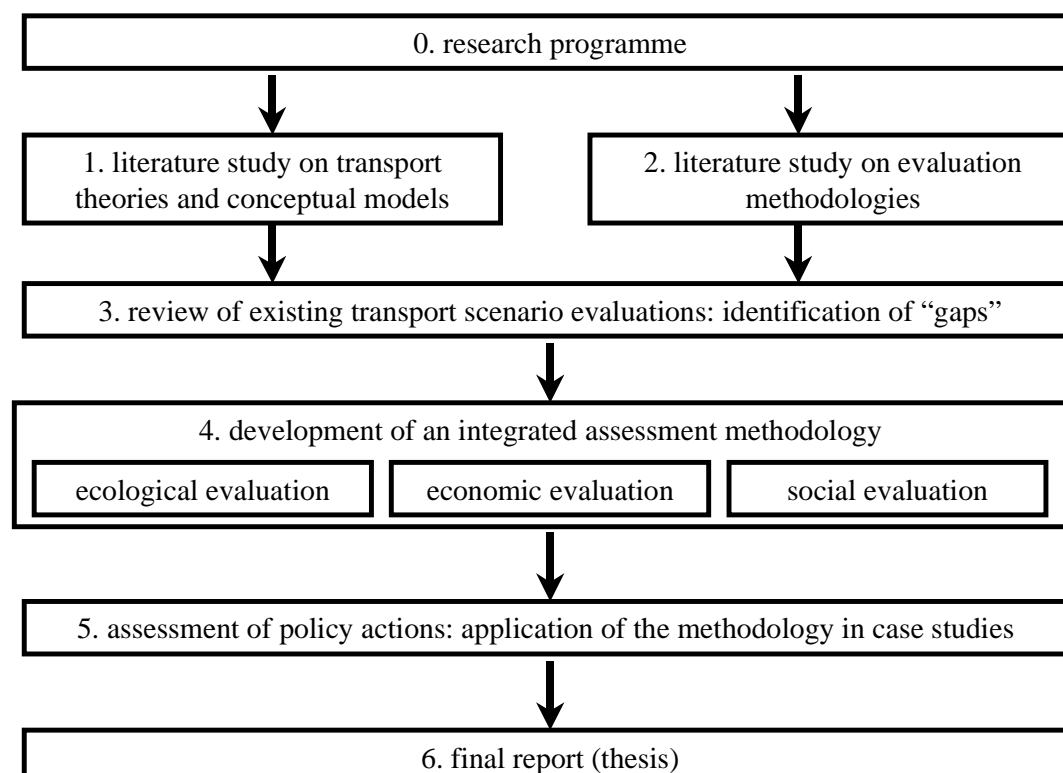 0. research programme
1. literature study on transport
theories and conceptual models
2. literature study on evaluation
methodologies
3. review of existing transport scenario evaluations: identification of “gaps”
4. development of an integrated assessment methodology
ecological evaluation
economic evaluation
social evaluation
5. assessment of policy actions: application of the methodology in case studies
6. final report (thesis)